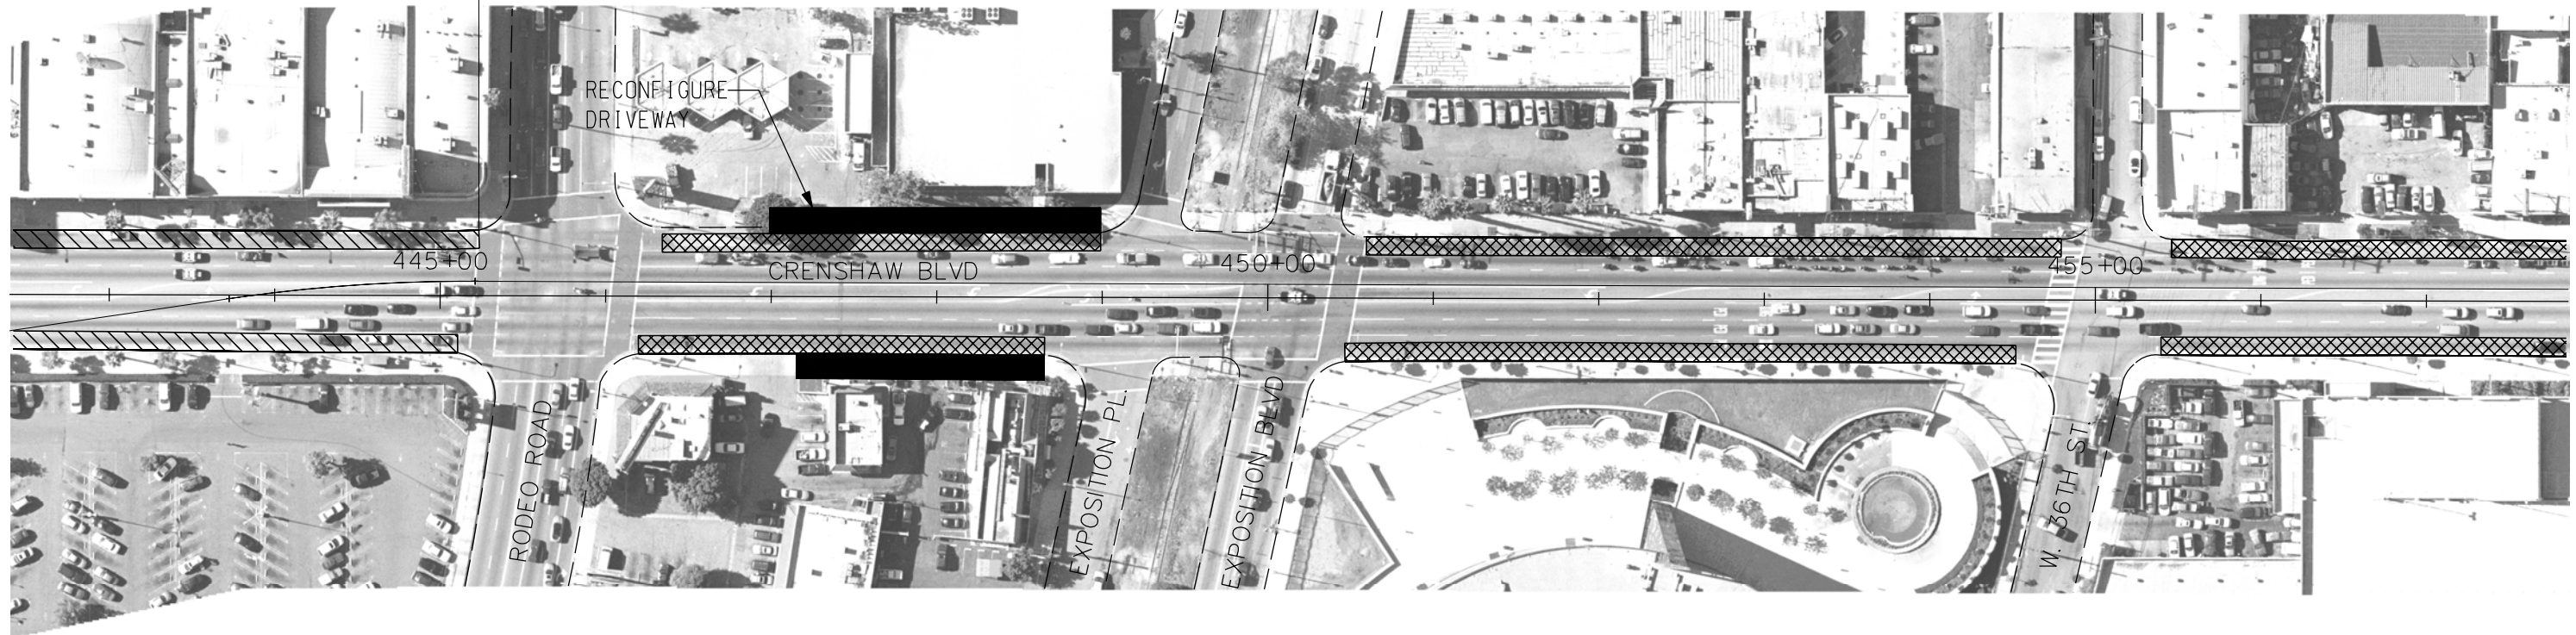 RECONFIGURE
DRIVEWAY
445+00
CRENSHAW BLVD
450+00
455+00
RODEO ROAD
EXPOSITION PL.
EXPOSITION BLVD
W. 36TH ST.